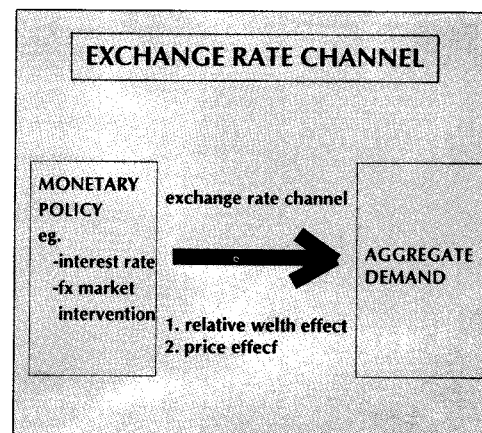 EXCHANGE RATE CHANNEL
MONETARY
POLICY
eg.
-interest rate
-fx market
intervention
exchange rate channel
1. relative welth effect
2. price effecf
AGGREGATE
DEMAND